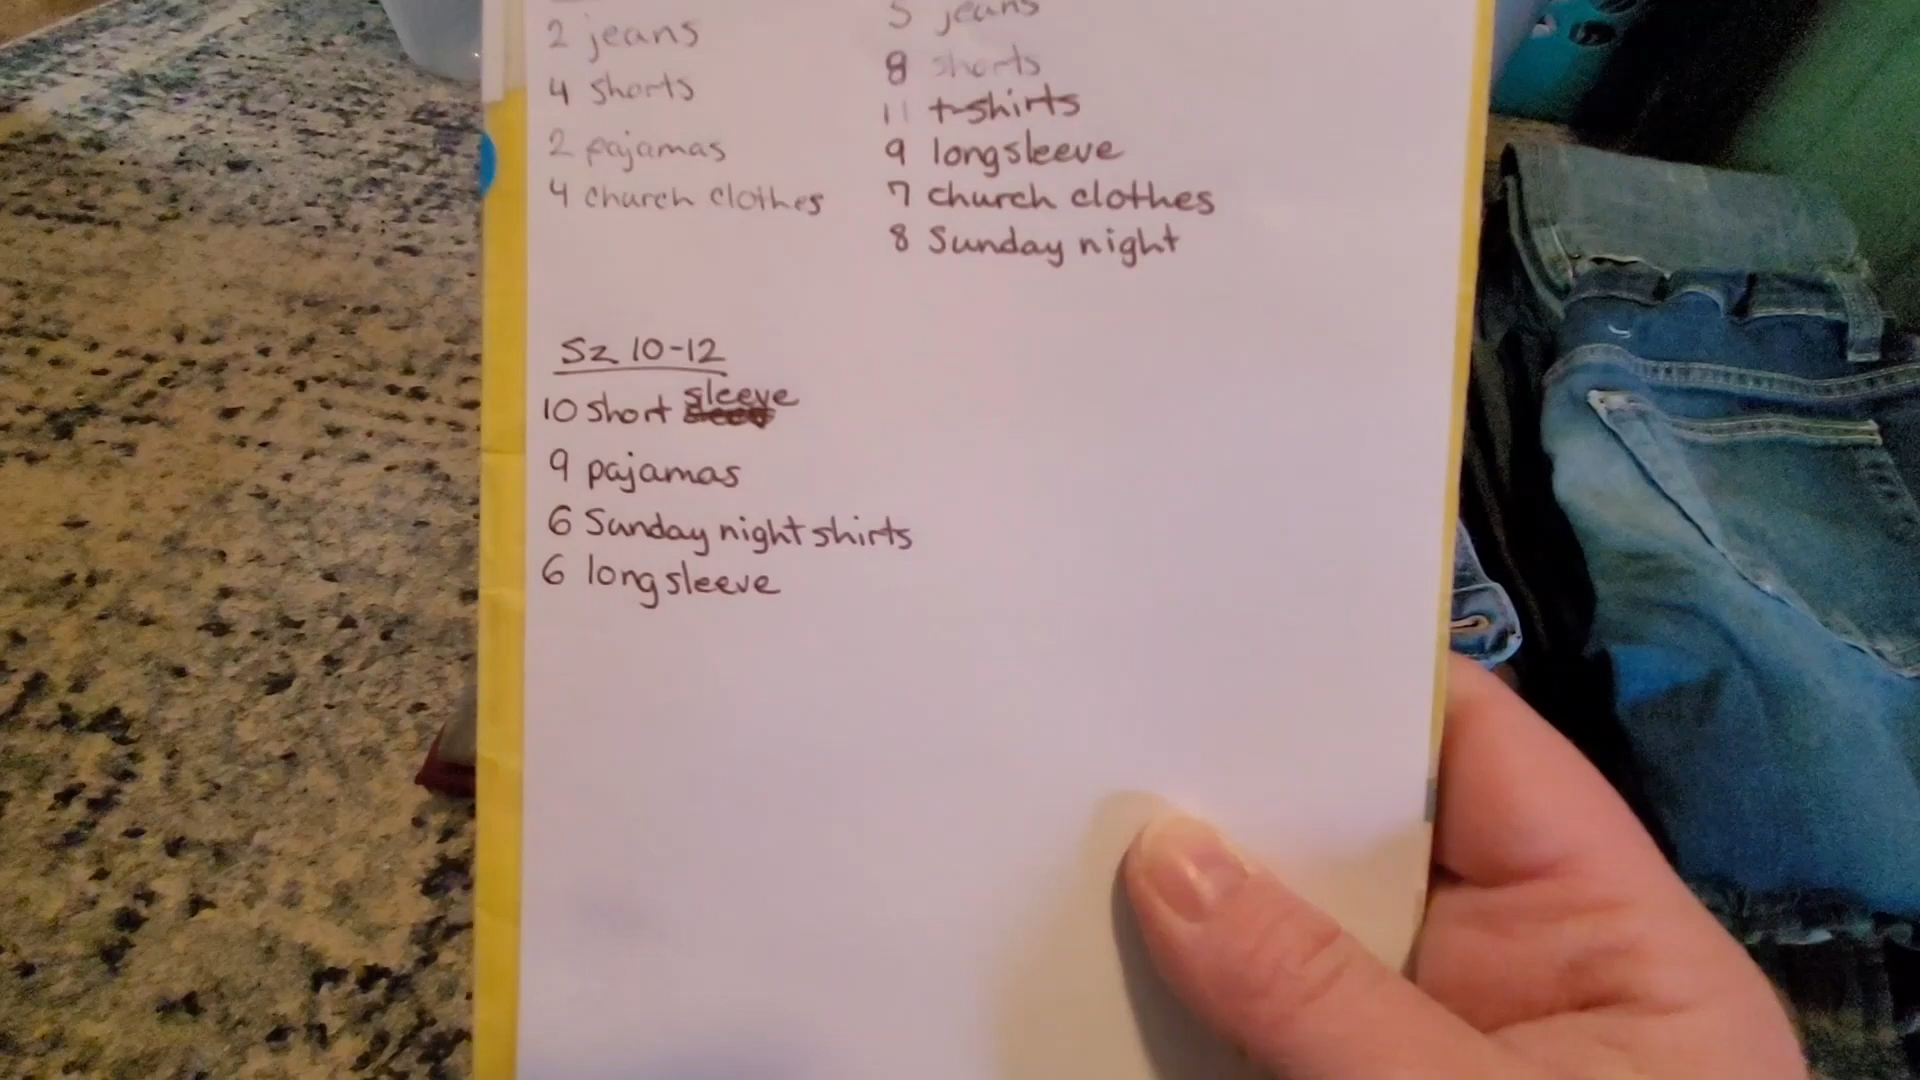 2 jeans
4 shorts
2 pajamas
4 church clothes
5 jeans
8 shorts
11 t-shirts
9 longsleeve
7 church clothes
8 Sunday night
Sz 10-12
10 short sleeve
9 pajamas
6 Sunday night shirts
6 longsleeve